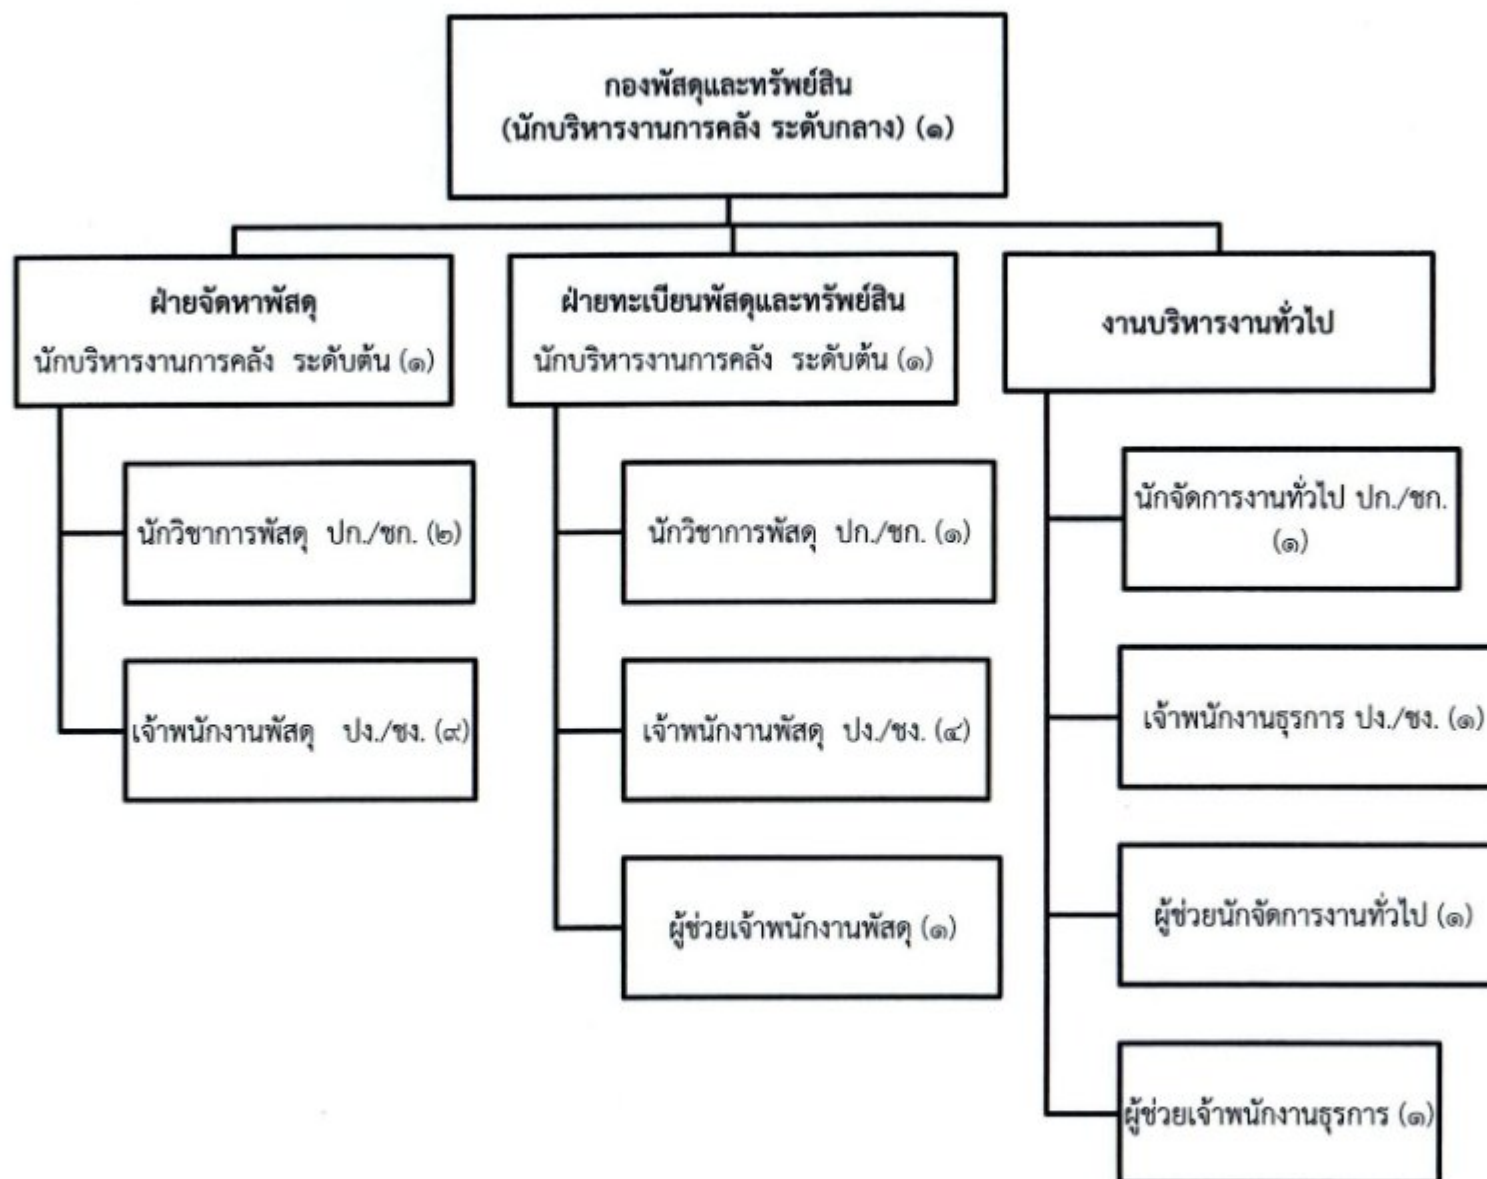 กองพัสดุและทรัพย์สิน
(นักบริหารงานการคลัง ระดับกลาง) (๑)
ฝ่ายจัดหาพัสดุ
นักบริหารงานการคลัง ระดับต้น (๑)
นักวิชาการพัสดุ ปก./ชก. (๒)
เจ้าพนักงานพัสดุ ปง./ชง. (๙)
ฝ่ายทะเบียนพัสดุและทรัพย์สิน
นักบริหารงานการคลัง ระดับต้น (๑)
นักวิชาการพัสดุ ปก./ชก. (๑)
เจ้าพนักงานพัสดุ ปง./ชง. (๔)
ผู้ช่วยเจ้าพนักงานพัสดุ (๑)
งานบริหารงานทั่วไป
นักจัดการงานทั่วไป ปก./ชก.
(๑)
เจ้าพนักงานธุรการ ปง./ชง. (๑)
ผู้ช่วยนักจัดการงานทั่วไป (๑)
ผู้ช่วยเจ้าพนักงานธุรการ (๑)